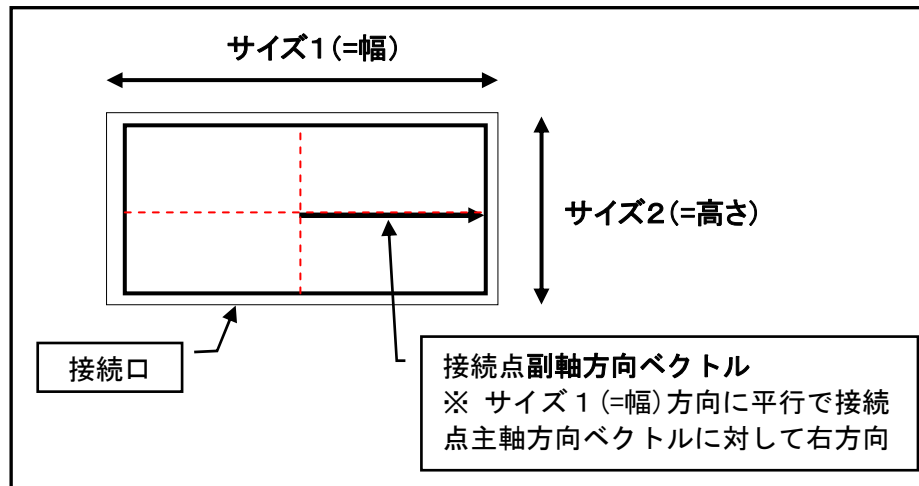 サイズ１(=幅)
サイズ２(=高さ)
接続口
接続点副軸方向ベクトル
※ サイズ１(=幅)方向に平行で接続
点主軸方向ベクトルに対して右方向